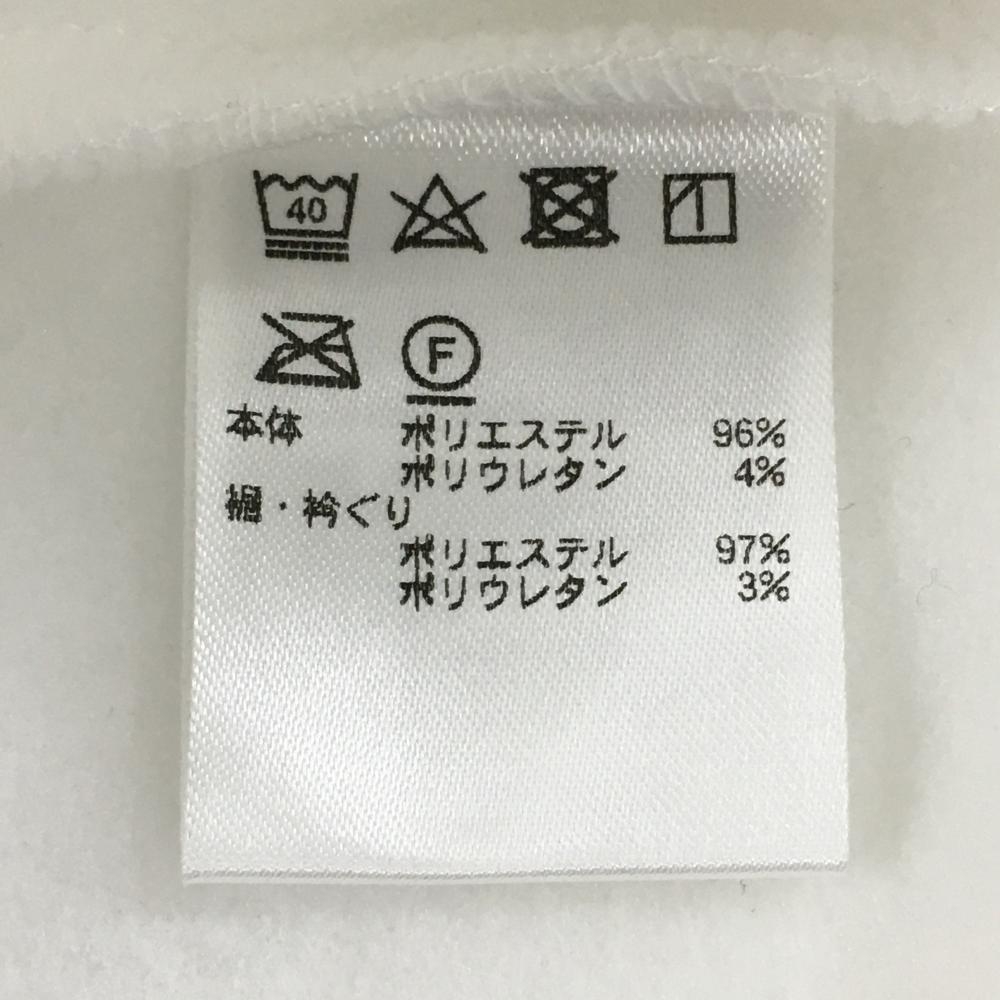 40
F
本体 ポリエステル 96%
ポリウレタン 4%
・衿ぐり
ポリエステル 97%
ポリウレタン 3%